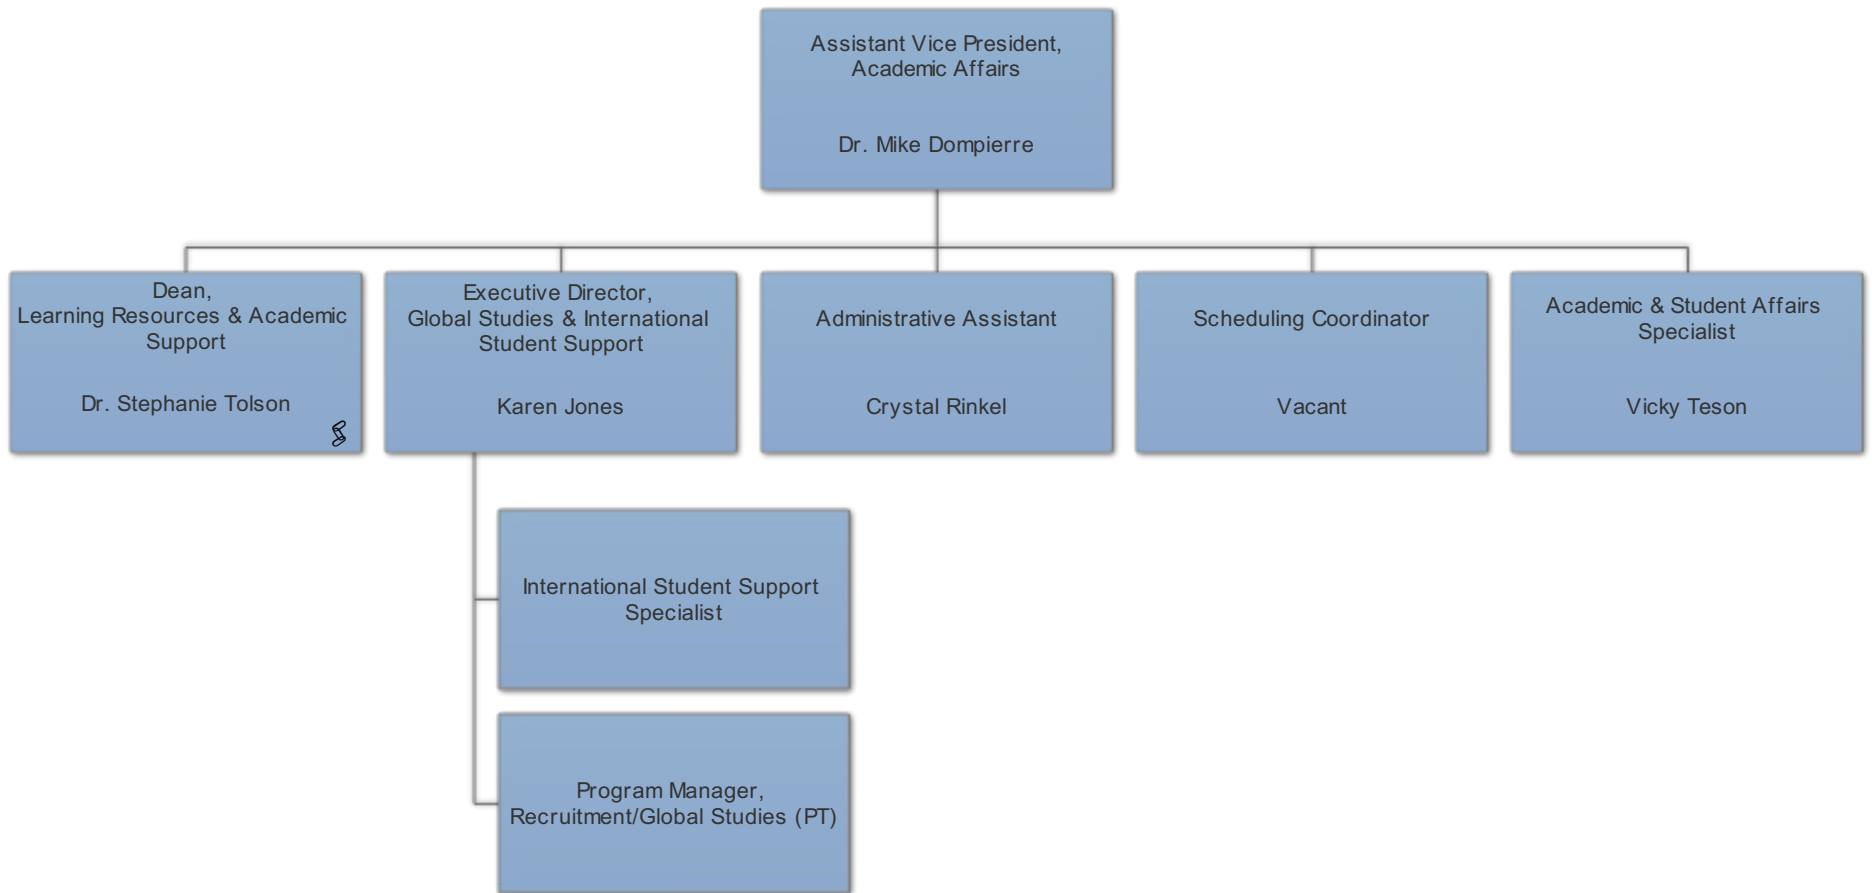 Assistant Vice President,
Academic Affairs
Dr. Mike Dompierre
Dean,
Learning Resources & Academic
Support
Dr. Stephanie Tolson
Executive Director,
Global Studies & International
Student Support
Karen Jones
Administrative Assistant
Crystal Rinkel
Scheduling Coordinator
Vacant
Academic & Student Affairs
Specialist
Vicky Teson
International Student Support
Specialist
Program Manager,
Recruitment/Global Studies (PT)